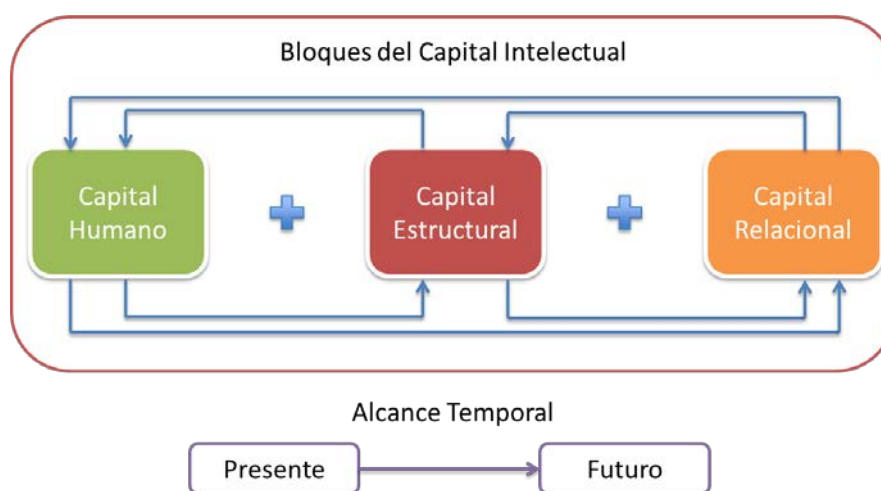 Bloques del Capital Intelectual
Capital
Humano
Capital
Estructural
Capital
Relacional
Alcance Temporal
Presente
Futuro